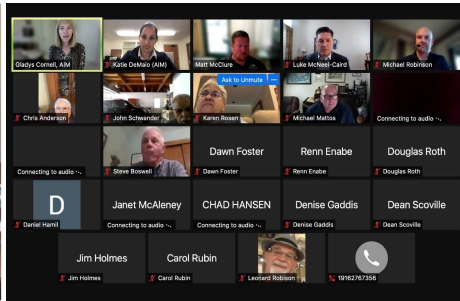 Gladys Cornell, AIM
Katie DeMaio (AIM)
Matt McClure
Luke McNeel-Caird
Michael Robinson
Ask to Unmute ...
Chris Anderson
John Schwander
Karen Rosen
Michael Mattos
Connecting to audio ·..
Connecting to audio ·..
Steve Boswell
Dawn Foster
Dawn Foster
Renn Enabe
Renn Enabe
Douglas Roth
Douglas Roth
D
Daniel Hamil
Janet McAleney
Connecting to audio ·..
CHAD HANSEN
Connecting to audio ·..
Denise Gaddis
Denise Gaddis
Dean Scoville
Dean Scoville
Jim Holmes
Jim Holmes
Carol Rubin
Carol Rubin
Leonard Robison
19162767356